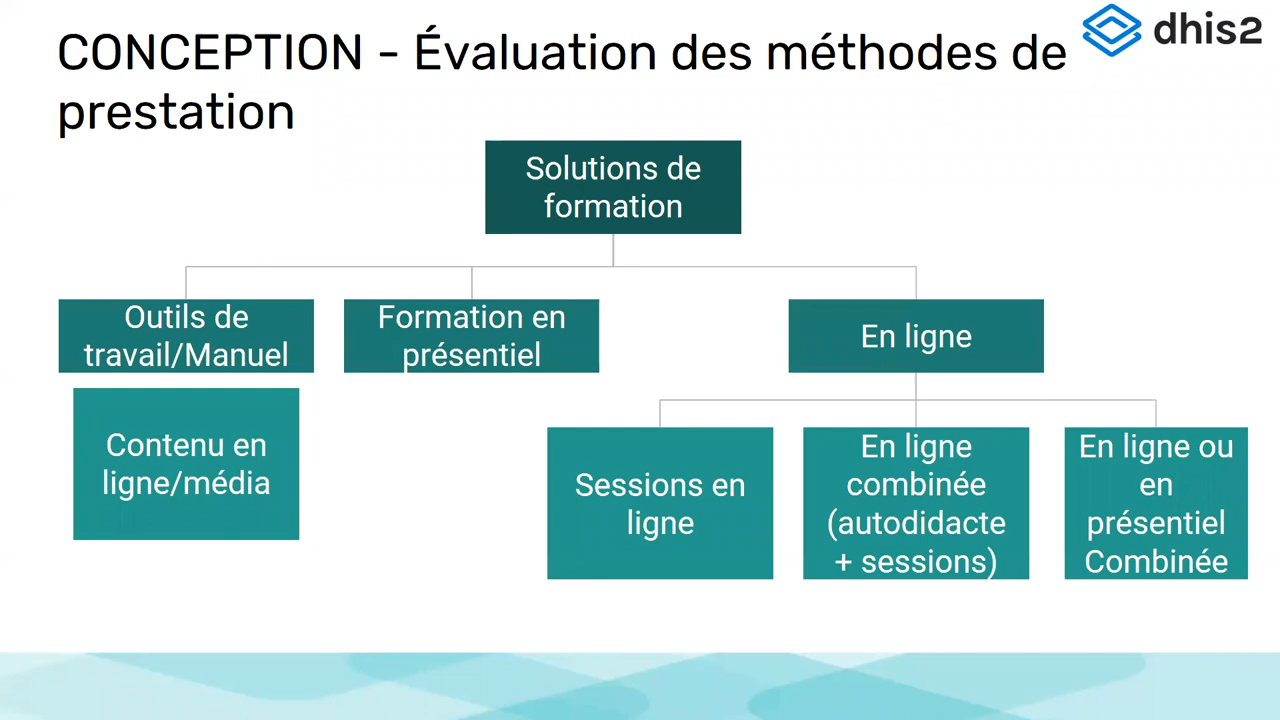 CONCEPTION - Évaluation des méthodes de
prestation
dhis2
Solutions de
formation
Outils de
travail/Manuel
Formation en
présentiel
En ligne
Contenu en
ligne/média
Sessions en
ligne
En ligne
combinée
(autodidacte
+ sessions)
En ligne ou
en
présentiel
Combinée